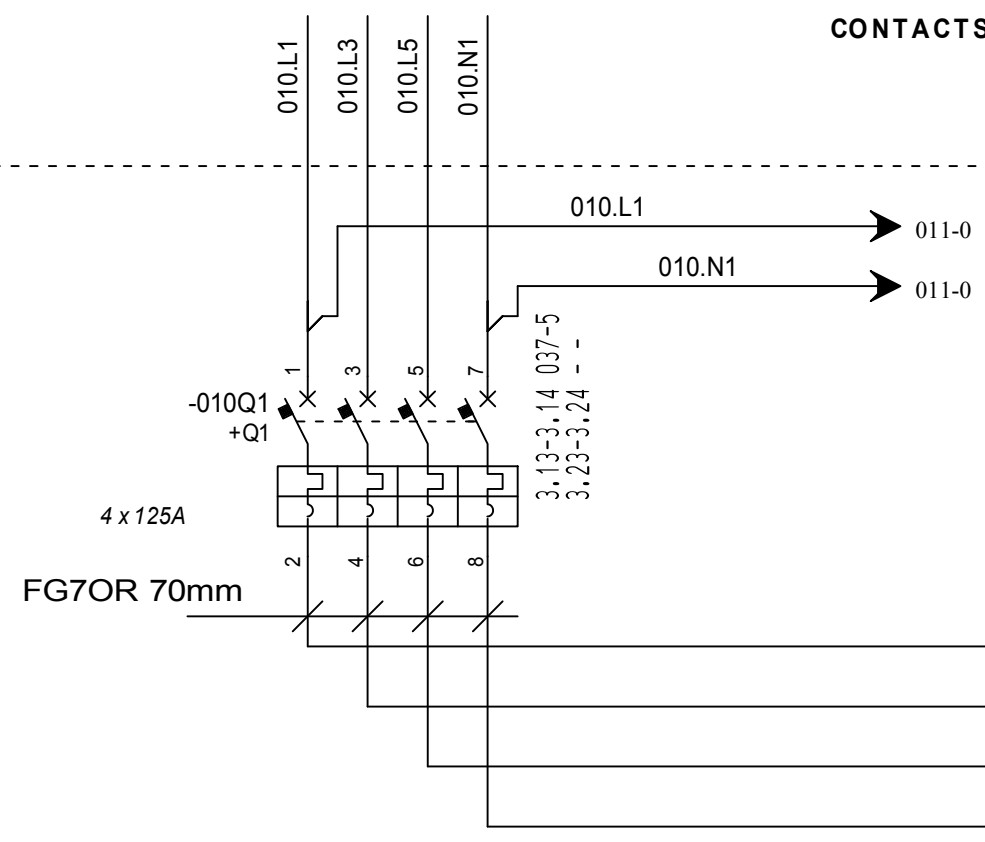 CONTACTS
010.L1
010.L3
010.L5
010.N1
010.L1
011-0
010.N1
011-0
1
3
5
7
3.13-3.14 037-5
3.23-3.24 - -
-010Q1
+Q1
4 x 125A
2
4
6
8
FG7OR 70mm